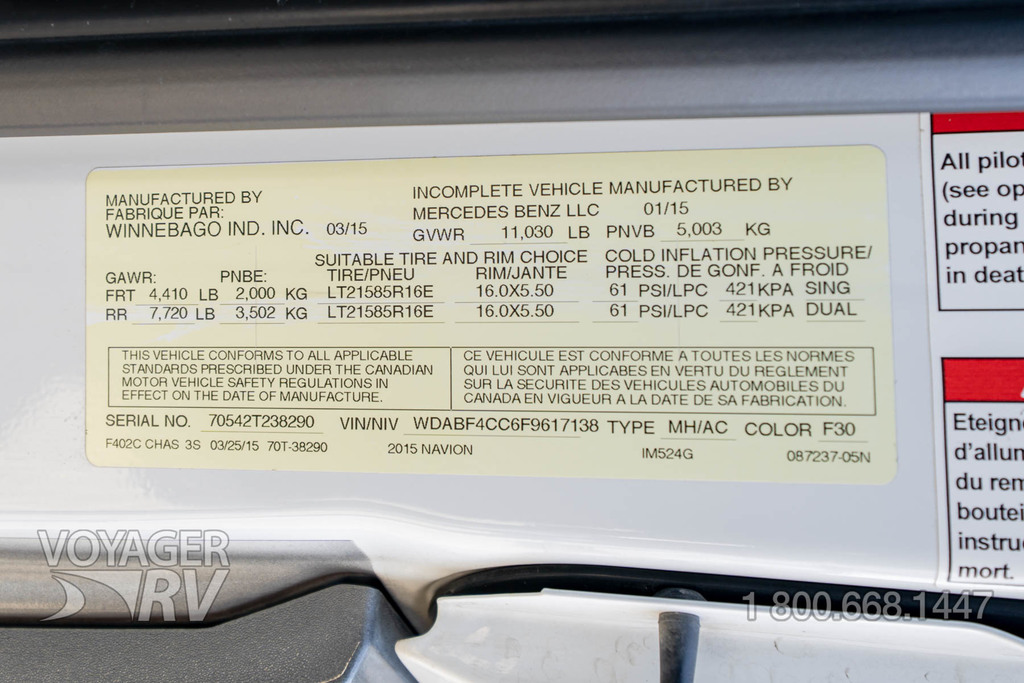 MANUFACTURED BY
FABRIQUE PAR:
WINNEBAGO IND. INC. 03/15
INCOMPLETE VEHICLE MANUFACTURED BY
MERCEDES BENZ LLC 01/15
GVWR 11,030 LB PNVB 5,003 KG
SUITABLE TIRE AND RIM CHOICE COLD INFLATION PRESSURE/
GAWR: PNBE: TIRE/PNEU RIM/JANTE PRESS. DE GONF. A FROID
FRT 4,410 LB 2,000 KG LT21585R16E 16.0X5.50 61 PSI/LPC 421KPA SING
RR 7,720 LB 3,502 KG LT21585R16E 16.0X5.50 61 PSI/LPC 421KPA DUAL
THIS VEHICLE CONFORMS TO ALL APPLICABLE
STANDARDS PRESCRIBED UNDER THE CANADIAN
MOTOR VEHICLE SAFETY REGULATIONS IN
EFFECT ON THE DATE OF MANUFACTURE.
CE VEHICULE EST CONFORME A TOUTES LES NORMES
QUI LUI SONT APPLICABLES EN VERTU DU REGLEMENT
SUR LA SECURITE DES VEHICULES AUTOMOBILES DU
CANADA EN VIGUEUR A LA DATE DE SA FABRICATION.
SERIAL NO. 70542T238290 VIN/NIV WDABF4CC6F9617138 TYPE MH/AC COLOR F30
F402C CHAS 3S 03/25/15 70T-38290 2015 NAVION IM524G 087237-05N
All pilot
(see op
during
propan
in deat
Eteign
d'allum
du rem
boutei
instru
mort.
VOYAGER
RV
1 800.668.1447